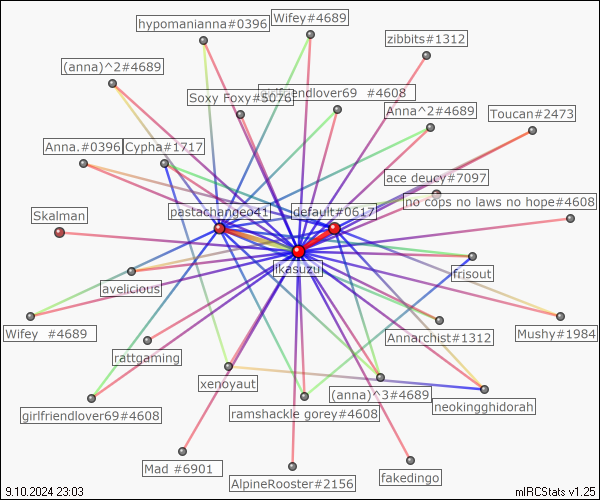 hypomanianna#0396
Wifey#4689
zibbits#1312
(anna)^2#4689
Soxy Foxy#5076
girlfriendlover69 #4608
Anna^2#4689
Toucan#2473
Anna.#0396
Cypha#1717
ace deucy#7097
no cops no laws no hope#4608
Skalman
pastachangeo41
default#0617
likasuzu
avelicious
lfrisout
Wifey #4689
rattgaming
Annarchist#1312
Mushy#1984
xenoyaut
(anna)^3#4689
neokingghidorah
girlfriendlover69#4608
ramshackle gorey#4608
Mad #6901
AlpineRooster#2156
fakedingo
9.10.2024 23:03
mIRCStats v1.25